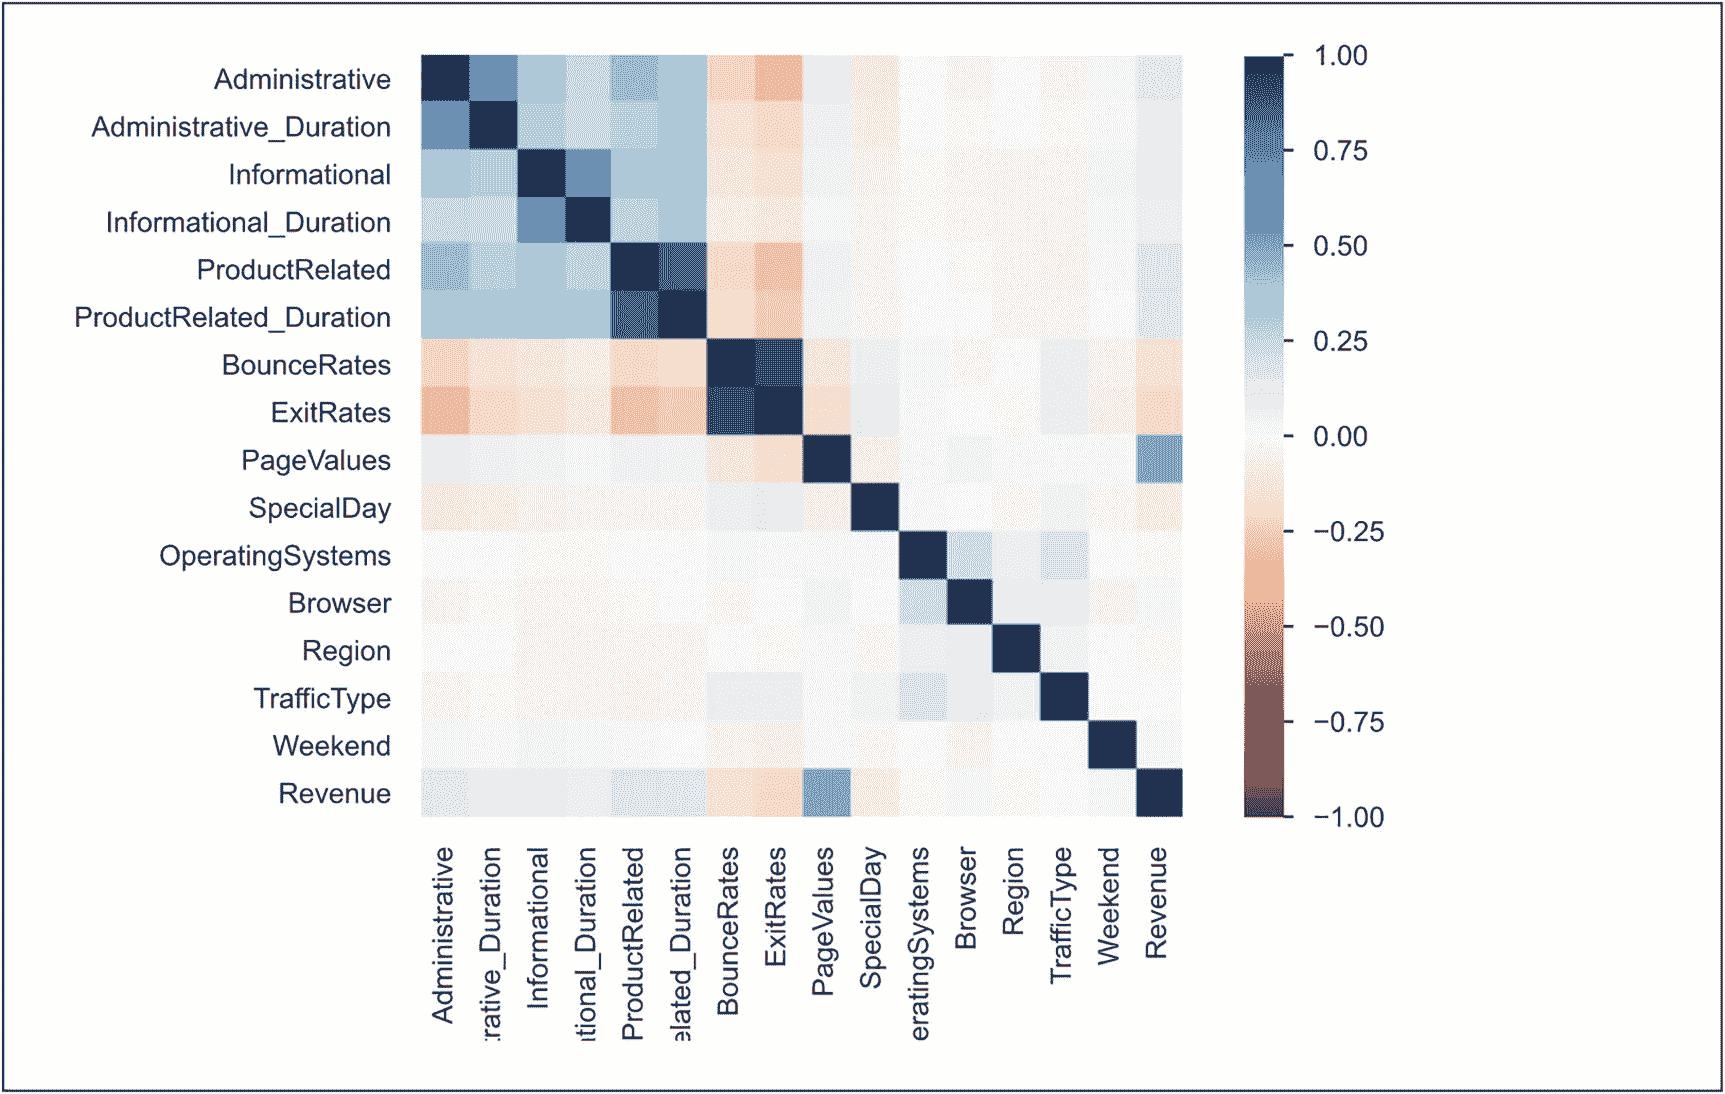 Administrative
Administrative_Duration
Informational
Informational_Duration
ProductRelated
ProductRelated_Duration
BounceRates
ExitRates
PageValues
SpecialDay
OperatingSystems
Browser
Region
TrafficType
Weekend
Revenue
1.00
0.75
0.50
0.25
0.00
−0.25
−0.50
−0.75
−1.00
Administrative
rative_Duration
Informational
tional_Duration
ProductRelated
elated_Duration
BounceRates
ExitRates
PageValues
SpecialDay
eratingSystems
Browser
Region
TrafficType
Weekend
Revenue